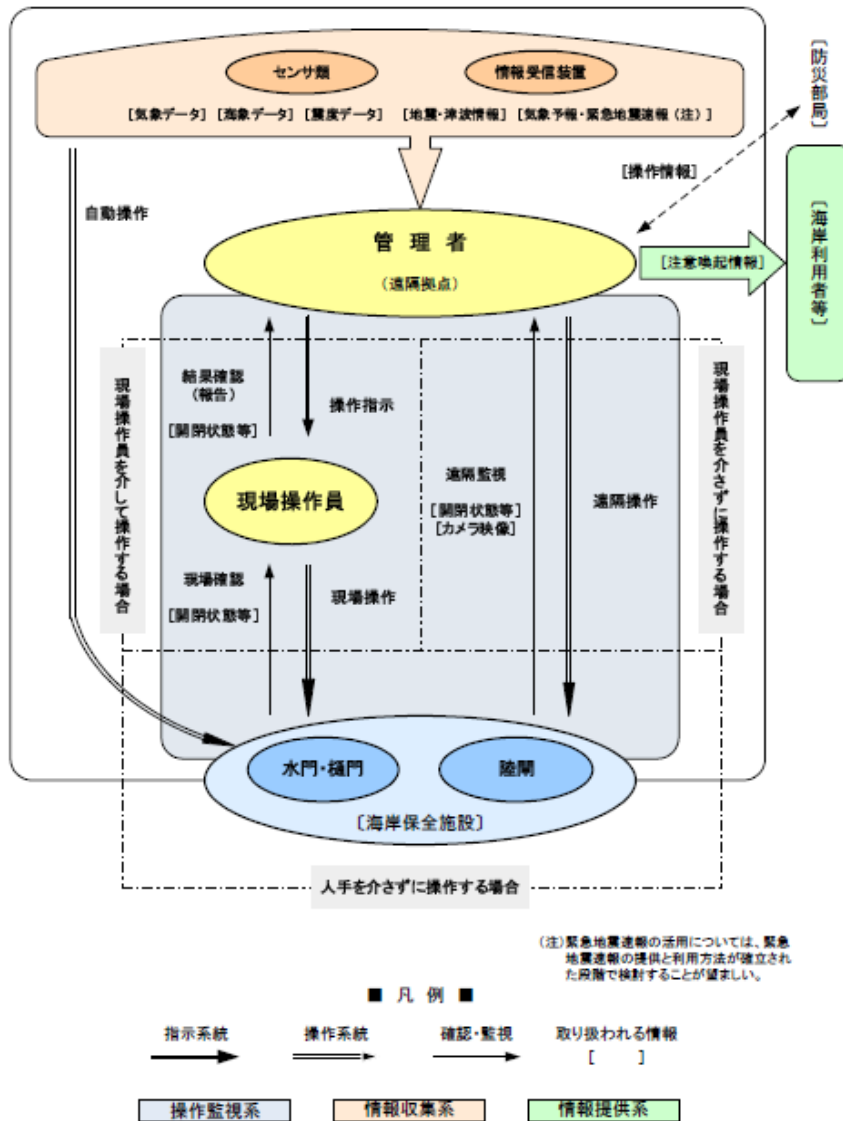 センサ類
情報受信装置
[気象データ] [海象データ] [震度データ] [地震・津波情報] [気象予報・緊急地震速報(注)]
[防災部局]
[操作情報]
自動操作
管理者
(遠隔拠点)
[注意喚起情報]
[海岸利用者等]
現場操作員を介して操作する場合
結果確認
(報告)
[開閉状態等]
操作指示
現場操作員
現場確認
[開閉状態等]
現場操作
遠隔監視
[開閉状態等]
[カメラ映像]
遠隔操作
現場操作員を介さずに操作する場合
水門・樋門
陸閘
〔海岸保全施設〕
人手を介さずに操作する場合
(注)緊急地震速報の活用については、緊急
地震速報の提供と利用方法が確立され
た段階で検討することが望ましい。
■ 凡 例 ■
指示系統
操作系統
確認・監視
取り扱われる情報
[ ]
操作監視系
情報収集系
情報提供系